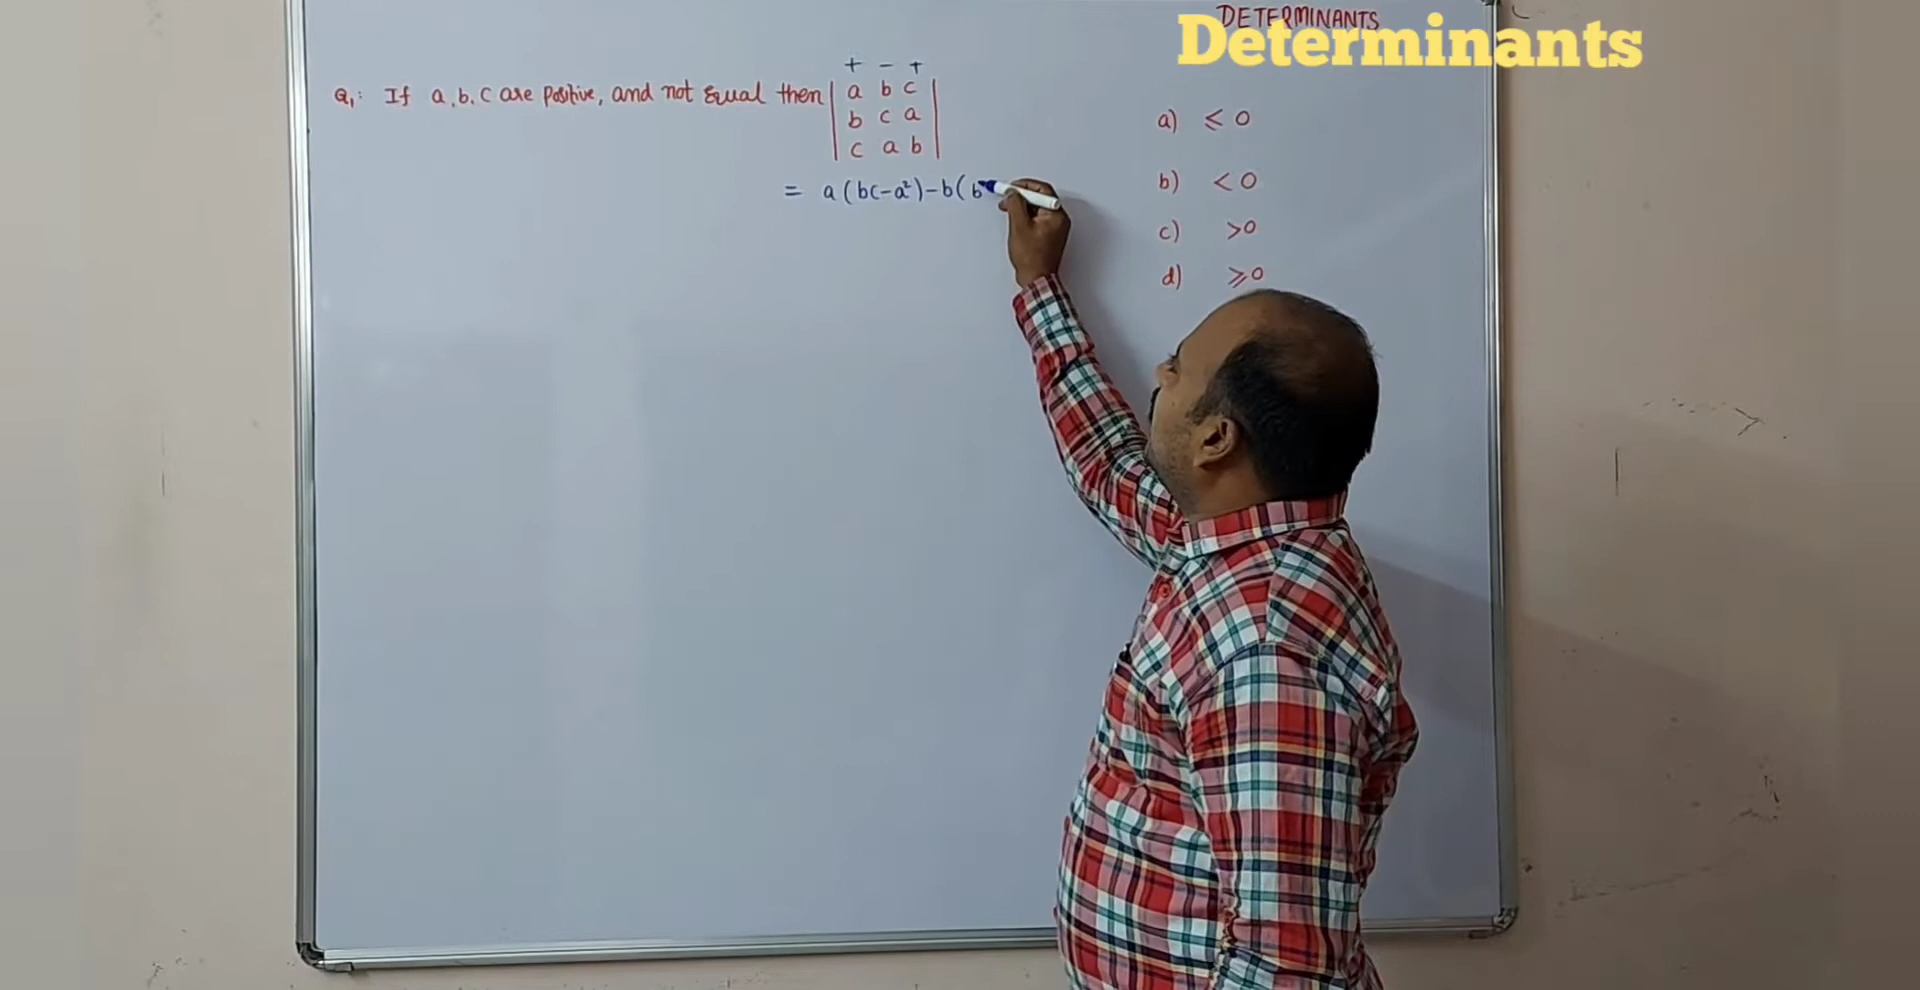 DETERMINANTS
Determinants
+ - +
Q1: If a, b, c are positive, and not Equal then | a b c |
| b c a |
| c a b |
= a (bc-a²)-b(b
a) ⩽ 0
b) < 0
c) >0
d) ⩾0